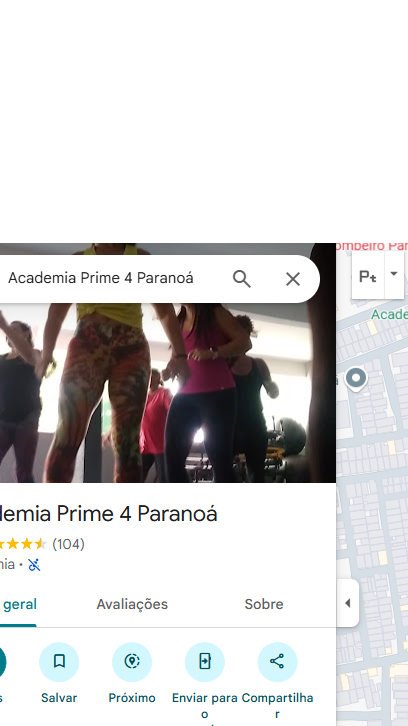 ombeiro Par
Academia Prime 4 Paranoá
Pt
Acade
demia Prime 4 Paranoá
(104)
nia •
geral
Avaliações
Sobre
s
Salvar
Próximo
Enviar para
o
Compartilha
r